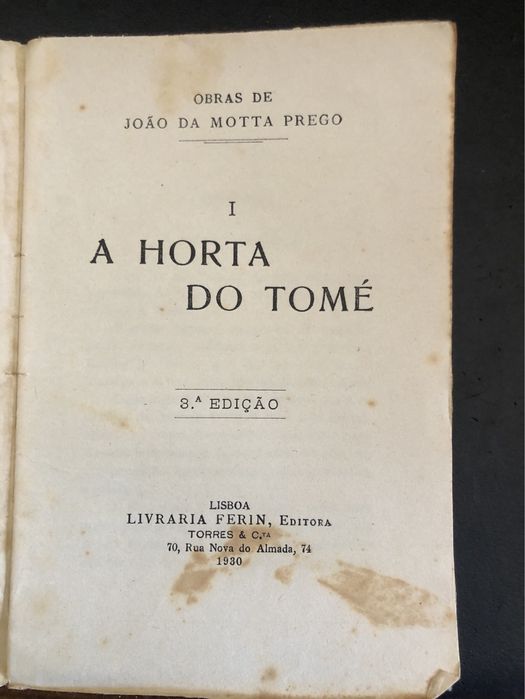 OBRAS DE
JOÃO DA MOTTA PREGO
I
A HORTA
DO TOMÉ
3.ª EDIÇÃO
LISBOA
LIVRARIA FERIN, EDITORA
TORRES & C.TA
70, Rua Nova do Almada, 74
1930